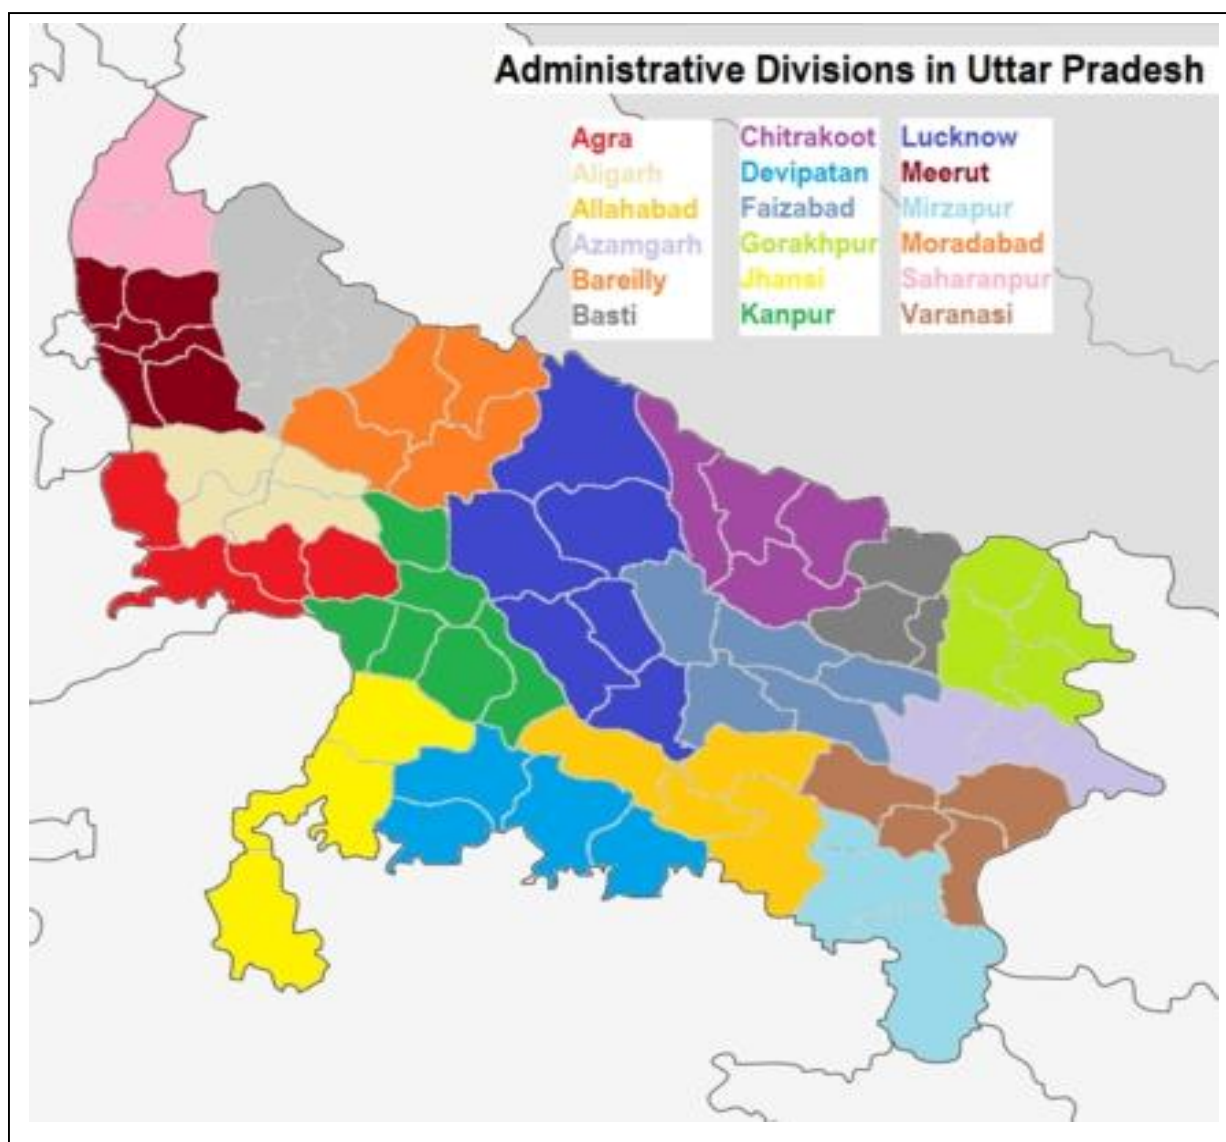 Administrative Divisions in Uttar Pradesh
Agra
Aligarh
Allahabad
Azamgarh
Bareilly
Basti
Chitrakoot
Devipatan
Faizabad
Gorakhpur
Jhansi
Kanpur
Lucknow
Meerut
Mirzapur
Moradabad
Saharanpur
Varanasi